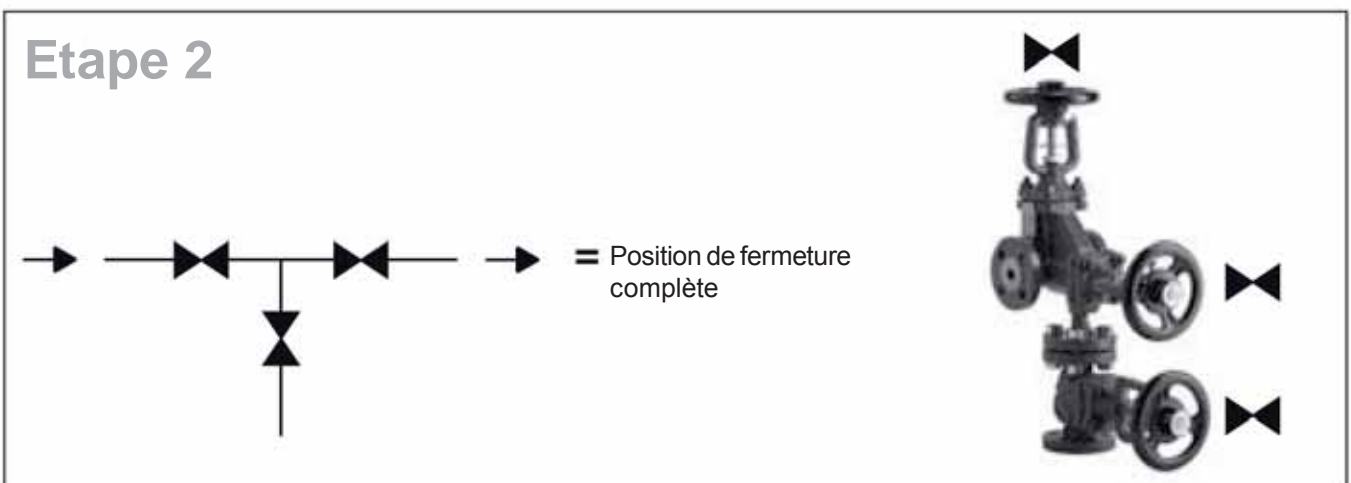 Etape 2
= Position de fermeture
complète